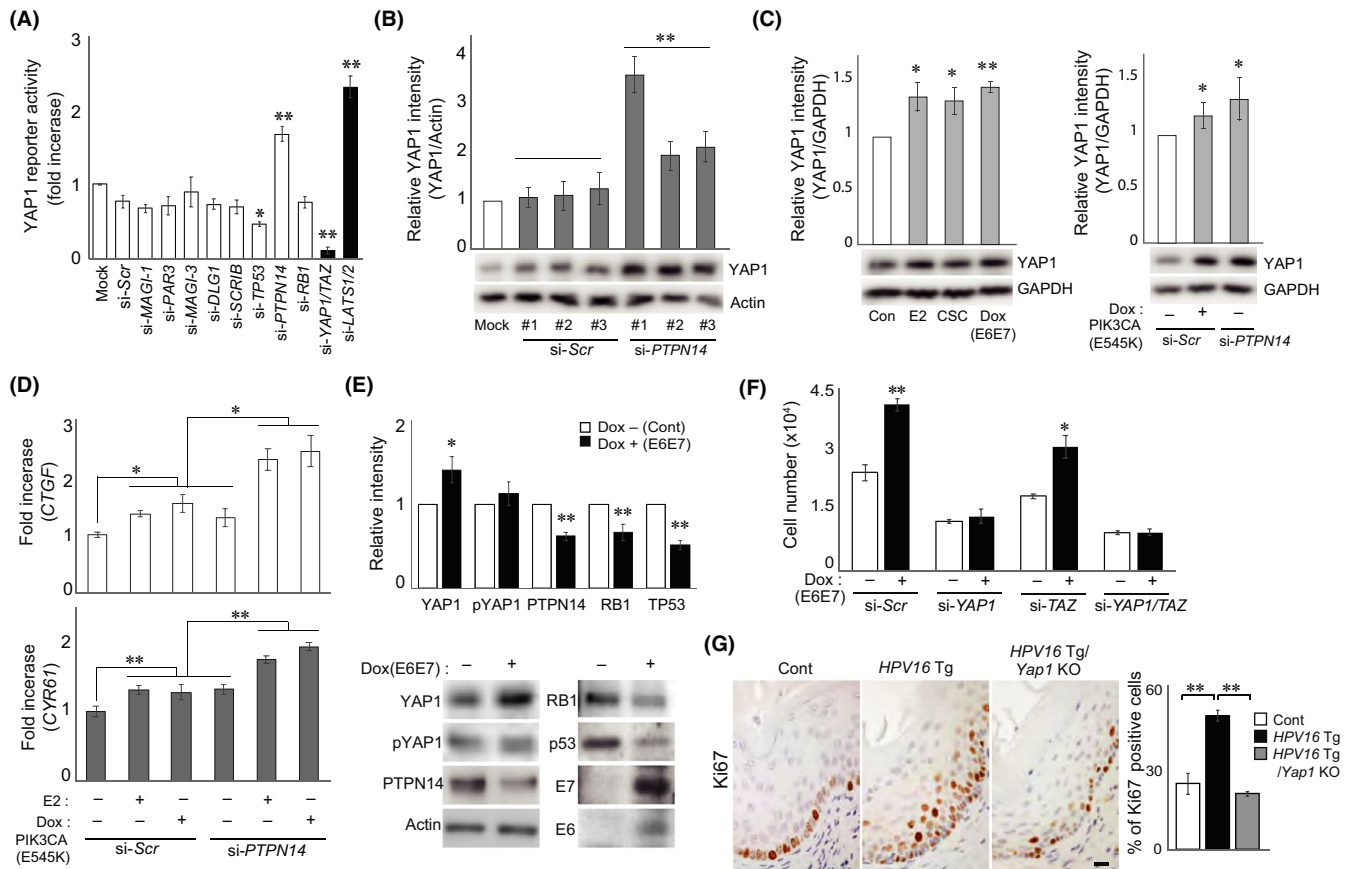 (A)
YAP1 reporter activity
(fold incerase)
3
2
1
0
**
**
*
**
Mock
si-Scr
si-MAGI-1
si-PAR3
si-MAGI-3
si-DLG1
si-SCRIB
si-TP53
si-PTPN14
si-RB1
si-YAP1/TAZ
si-LATS1/2
(B)
Relative YAP1 intensity
(YAP1/Actin)
4
3
2
1
0
**
YAP1
Actin
Mock #1 #2 #3 #1 #2 #3
si-Scr si-PTPN14
(C)
Relative YAP1 intensity
(YAP1/GAPDH)
1.5
1
0.5
0
* * **
YAP1
GAPDH
Con E2 CSC Dox
(E6E7)
Relative YAP1 intensity
(YAP1/GAPDH)
1.5
1
0.5
0
* *
YAP1
GAPDH
Dox : – + –
PIK3CA
(E545K)
si-Scr si-PTPN14
(D)
Fold incerase
(CTGF)
3
2
1
0
*
*
Fold incerase
(CYR61)
2
1
0
**
**
E2 : – + – – + –
Dox : – – + – – +
PIK3CA
(E545K)
si-Scr si-PTPN14
(E)
Relative intensity
2
1
0
Dox – (Cont)
Dox + (E6E7)
* ** ** **
YAP1 pYAP1 PTPN14 RB1 TP53
Dox(E6E7) : – + – +
YAP1 RB1
pYAP1 p53
PTPN14 E7
Actin E6
(F)
Cell number (x10⁴)
4.5
3
1.5
0
** *
Dox : – + – + – + – +
(E6E7)
si-Scr si-YAP1 si-TAZ si-YAP1/TAZ
(G)
Ki67
Cont HPV16 Tg HPV16 Tg/
Yap1 KO
% of Ki67 positive cells
60
30
0
** **
Cont
HPV16 Tg
HPV16 Tg
/Yap1 KO